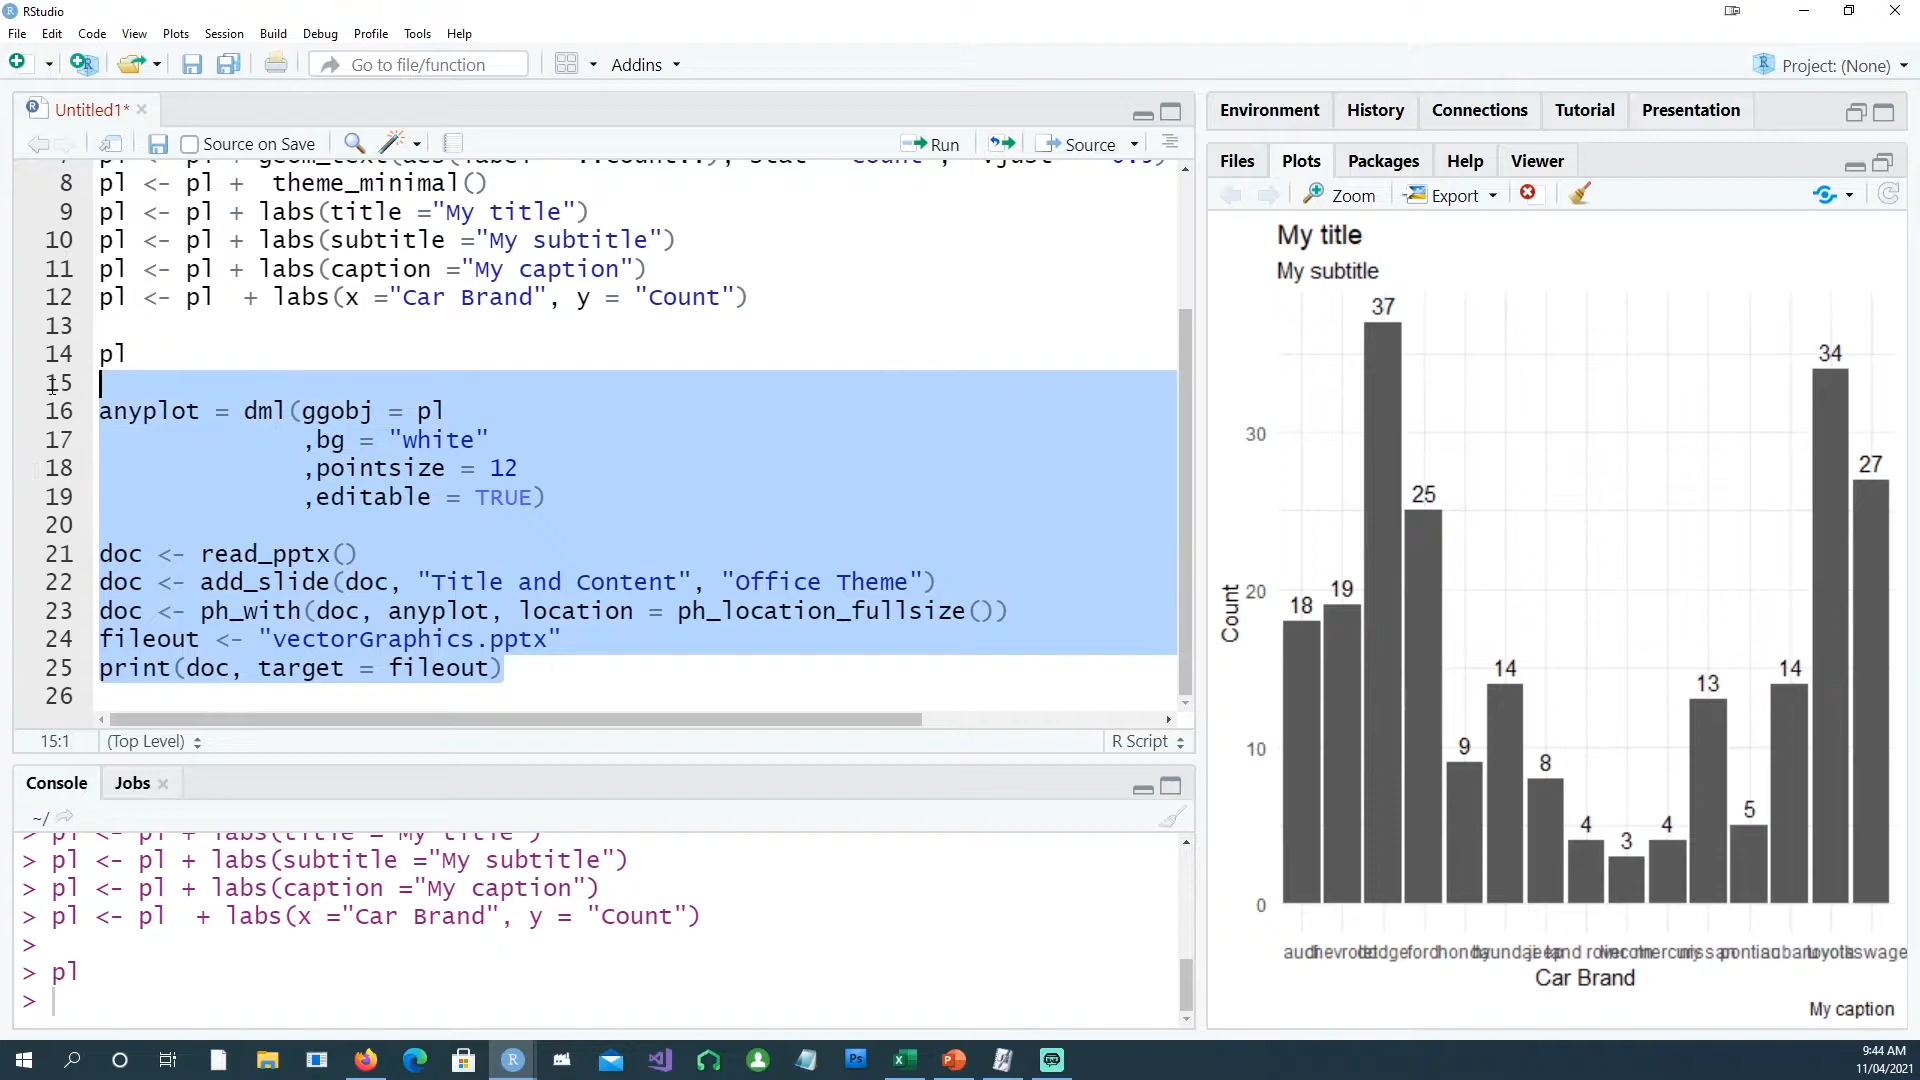 RStudio
File Edit Code View Plots Session Build Debug Profile Tools Help
Go to file/function Addins Project: (None)
Untitled1*
Source on Save Run Source
8 pl <- pl +  theme_minimal()
9 pl <- pl + labs(title ="My title")
10 pl <- pl + labs(subtitle ="My subtitle")
11 pl <- pl + labs(caption ="My caption")
12 pl <- pl  + labs(x ="Car Brand", y = "Count")
13
14 pl
15
16 anyplot = dml(ggobj = pl
17 ,bg = "white"
18 ,pointsize = 12
19 ,editable = TRUE)
20
21 doc <- read_pptx()
22 doc <- add_slide(doc, "Title and Content", "Office Theme")
23 doc <- ph_with(doc, anyplot, location = ph_location_fullsize())
24 fileout <- "vectorGraphics.pptx"
25 print(doc, target = fileout)
26
15:1 (Top Level) R Script
Console Jobs
~/
> pl <- pl + labs(title ="My title")
> pl <- pl + labs(subtitle ="My subtitle")
> pl <- pl + labs(caption ="My caption")
> pl <- pl  + labs(x ="Car Brand", y = "Count")
>
> pl
>
Environment History Connections Tutorial Presentation
Files Plots Packages Help Viewer
Zoom Export
My title
My subtitle
37
34
30
27
25
20
19
18
14
14
13
10
9
8
5
4
4
3
0
Count
Car Brand
My caption
9:44 AM
11/04/2021